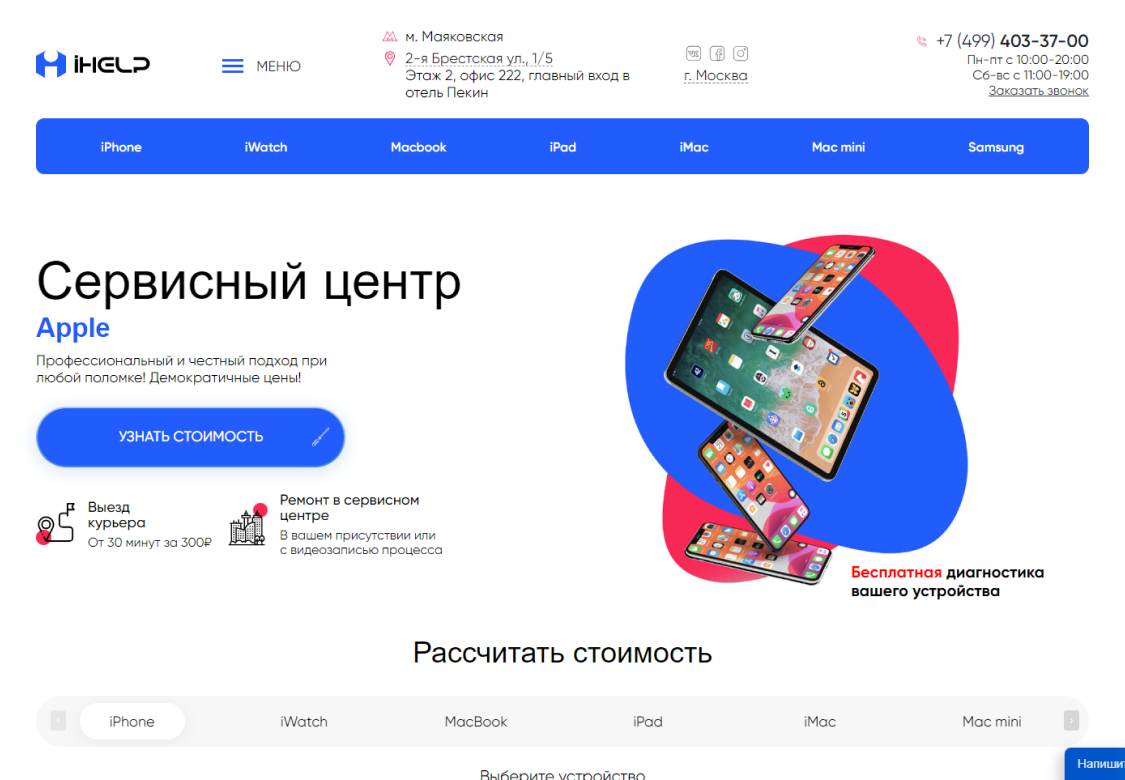 iHELP
МЕНЮ
м. Маяковская
2-я Брестская ул., 1/5
Этаж 2, офис 222, главный вход в
отель Пекин
г. Москва
+7 (499) 403-37-00
Пн-пт с 10:00-20:00
Сб-вс с 11:00-19:00
Заказать звонок
iPhone
iWatch
Macbook
iPad
iMac
Mac mini
Samsung
Сервисный центр
Apple
Профессиональный и честный подход при
любой поломке! Демократичные цены!
УЗНАТЬ СТОИМОСТЬ
Выезд
курьера
От 30 минут за 300₽
Ремонт в сервисном
центре
В вашем присутствии или
с видеозаписью процесса
Бесплатная диагностика
вашего устройства
Рассчитать стоимость
iPhone
iWatch
MacBook
iPad
iMac
Mac mini
Выберите устройство